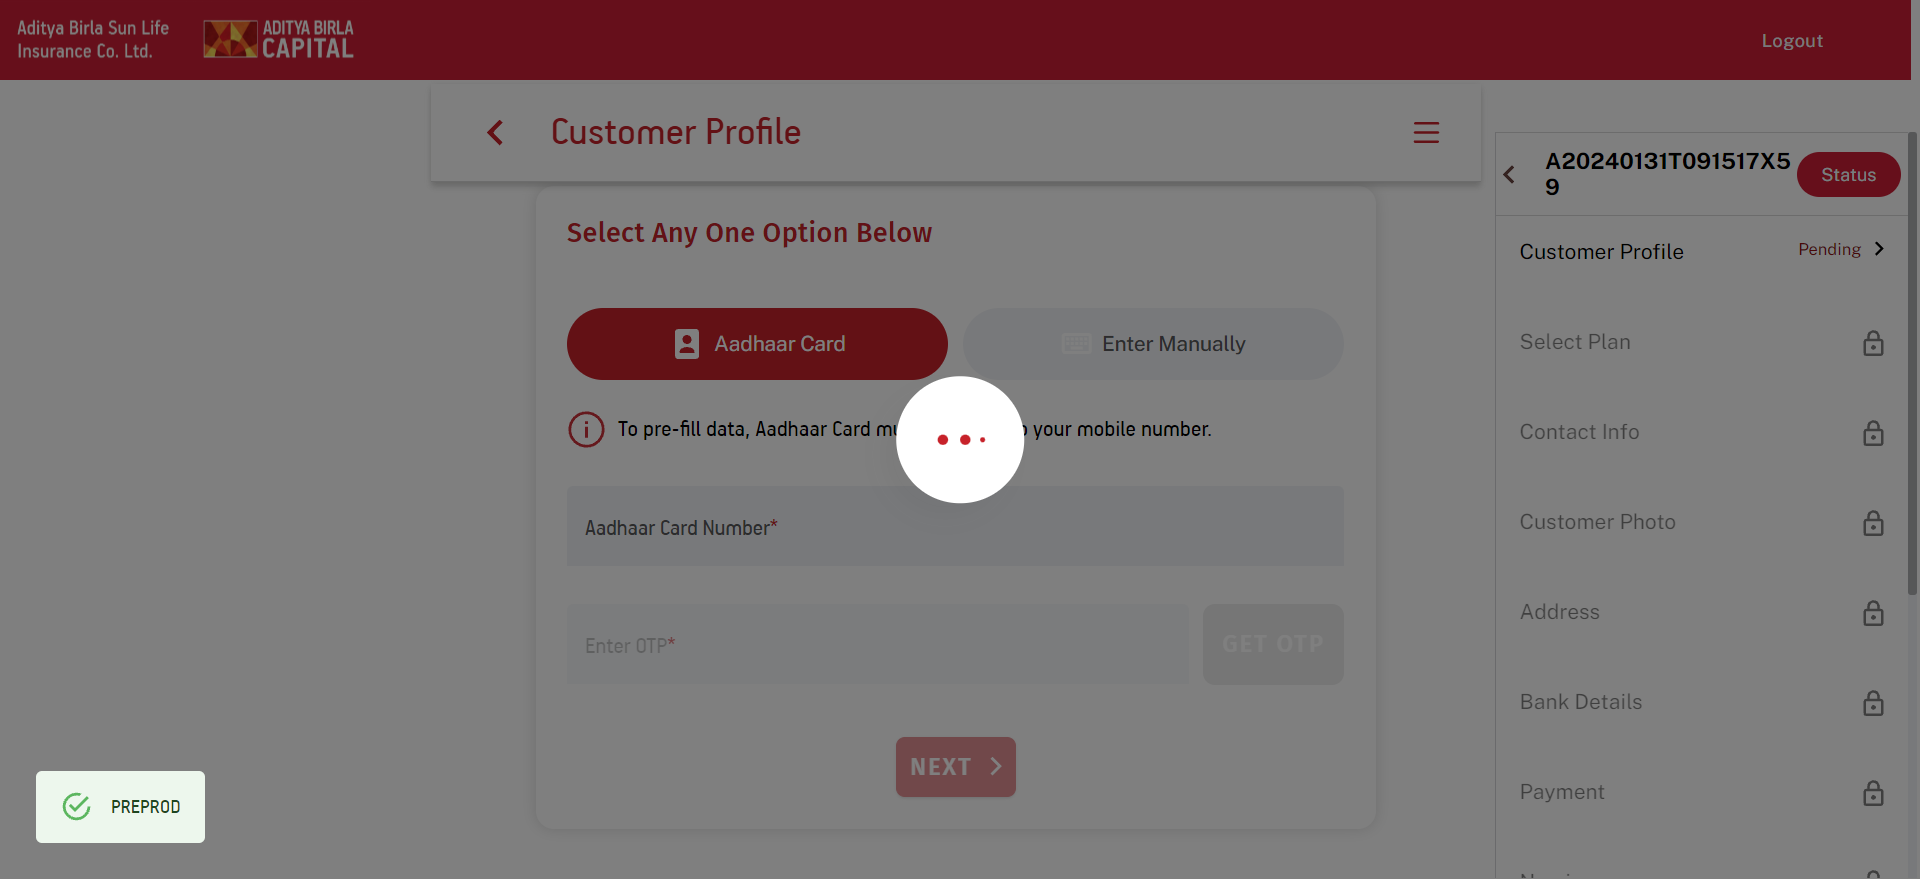 Aditya Birla Sun Life
Insurance Co. Ltd.
ADITYA BIRLA
CAPITAL
Logout
Customer Profile
Select Any One Option Below
Aadhaar Card
Enter Manually
To pre-fill data, Aadhaar Card your mobile number.
Aadhaar Card Number*
Enter OTP*
GET OTP
NEXT
PREPROD
A20240131T091517X5
9
Status
Customer Profile
Pending
Select Plan
Contact Info
Customer Photo
Address
Bank Details
Payment